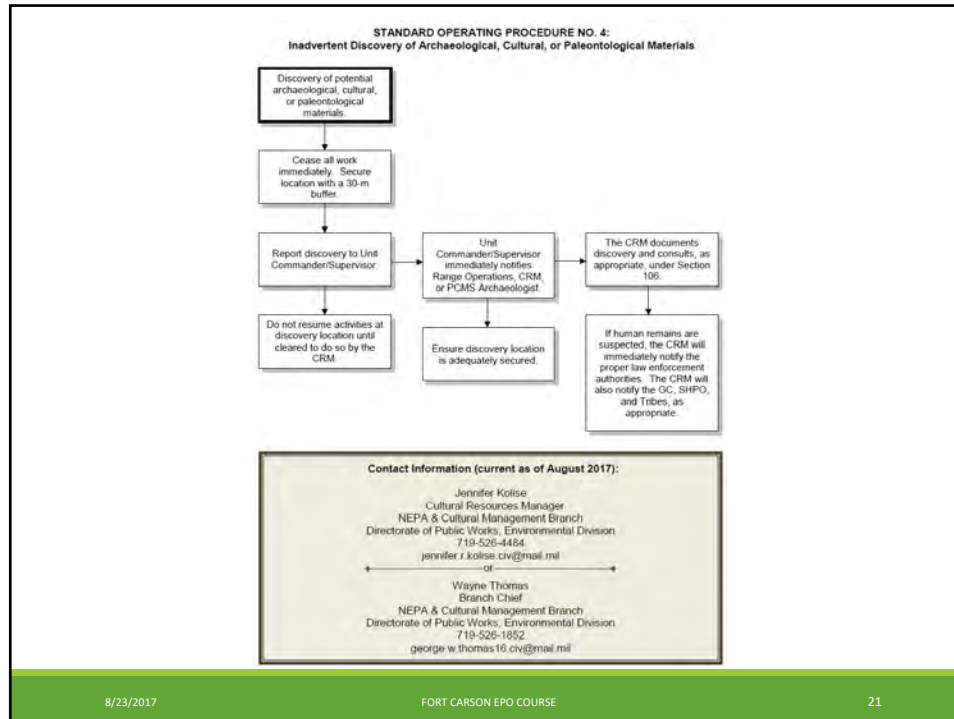 STANDARD OPERATING PROCEDURE NO. 4:
Inadvertent Discovery of Archaeological, Cultural, or Paleontological Materials
Discovery of potential
archaeological, cultural,
or paleontological
materials.
Cease all work
immediately. Secure
location with a 30-m
buffer.
Report discovery to Unit
Commander/Supervisor.
Unit
Commander/Supervisor
immediately notifies
Range Operations, CRM,
or PCMS Archaeologist.
The CRM documents
discovery and consults, as
appropriate, under Section
106.
Do not resume activities at
discovery location until
cleared to do so by the
CRM.
Ensure discovery location
is adequately secured.
If human remains are
suspected, the CRM will
immediately notify the
proper law enforcement
authorities. The CRM will
also notify the GC, SHPO,
and Tribes, as
appropriate.
Contact Information (current as of August 2017):
Jennifer Kolise
Cultural Resources Manager
NEPA & Cultural Management Branch
Directorate of Public Works, Environmental Division
719-526-4484
jennifer.r.kolise.civ@mail.mil
or
Wayne Thomas
Branch Chief
NEPA & Cultural Management Branch
Directorate of Public Works, Environmental Division
719-526-1852
george.w.thomas16.civ@mail.mil
8/23/2017
FORT CARSON EPO COURSE
21